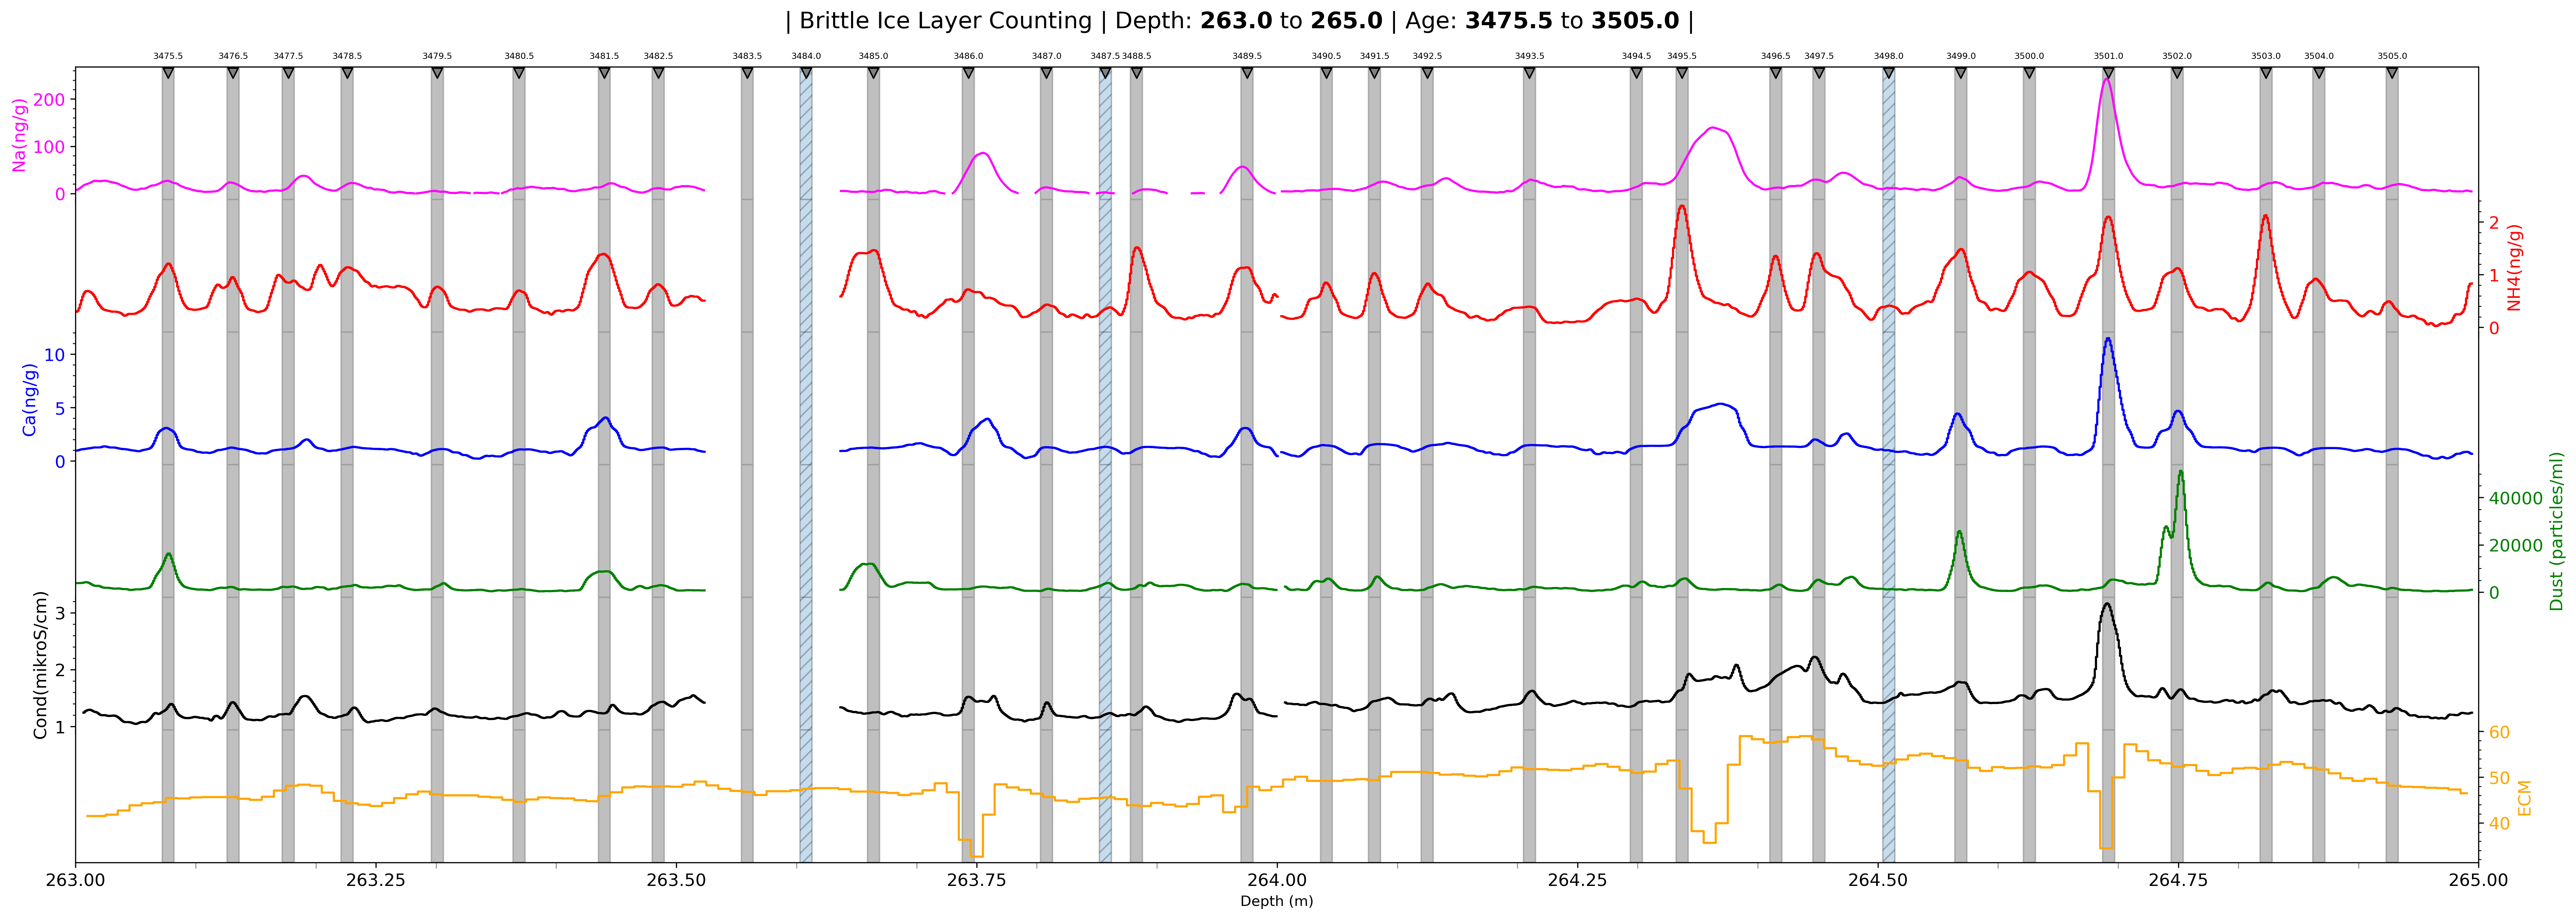 | Brittle Ice Layer Counting | Depth: 263.0 to 265.0 | Age: 3475.5 to 3505.0 |
3475.5 3476.5 3477.5 3478.5 3479.5 3480.5 3481.5 3482.5 3483.5 3484.0 3485.0 3486.0 3487.0 3487.5 3488.5 3489.5 3490.5 3491.5 3492.5 3493.5 3494.5 3495.5 3496.5 3497.5 3498.0 3499.0 3500.0 3501.0 3502.0 3503.0 3504.0 3505.0
Na(ng/g)
200
100
0
NH4(ng/g)
2
1
0
Ca(ng/g)
10
5
0
Dust (particles/ml)
40000
20000
0
Cond(mikroS/cm)
3
2
1
ECM
60
50
40
263.00 263.25 263.50 263.75 264.00 264.25 264.50 264.75 265.00
Depth (m)